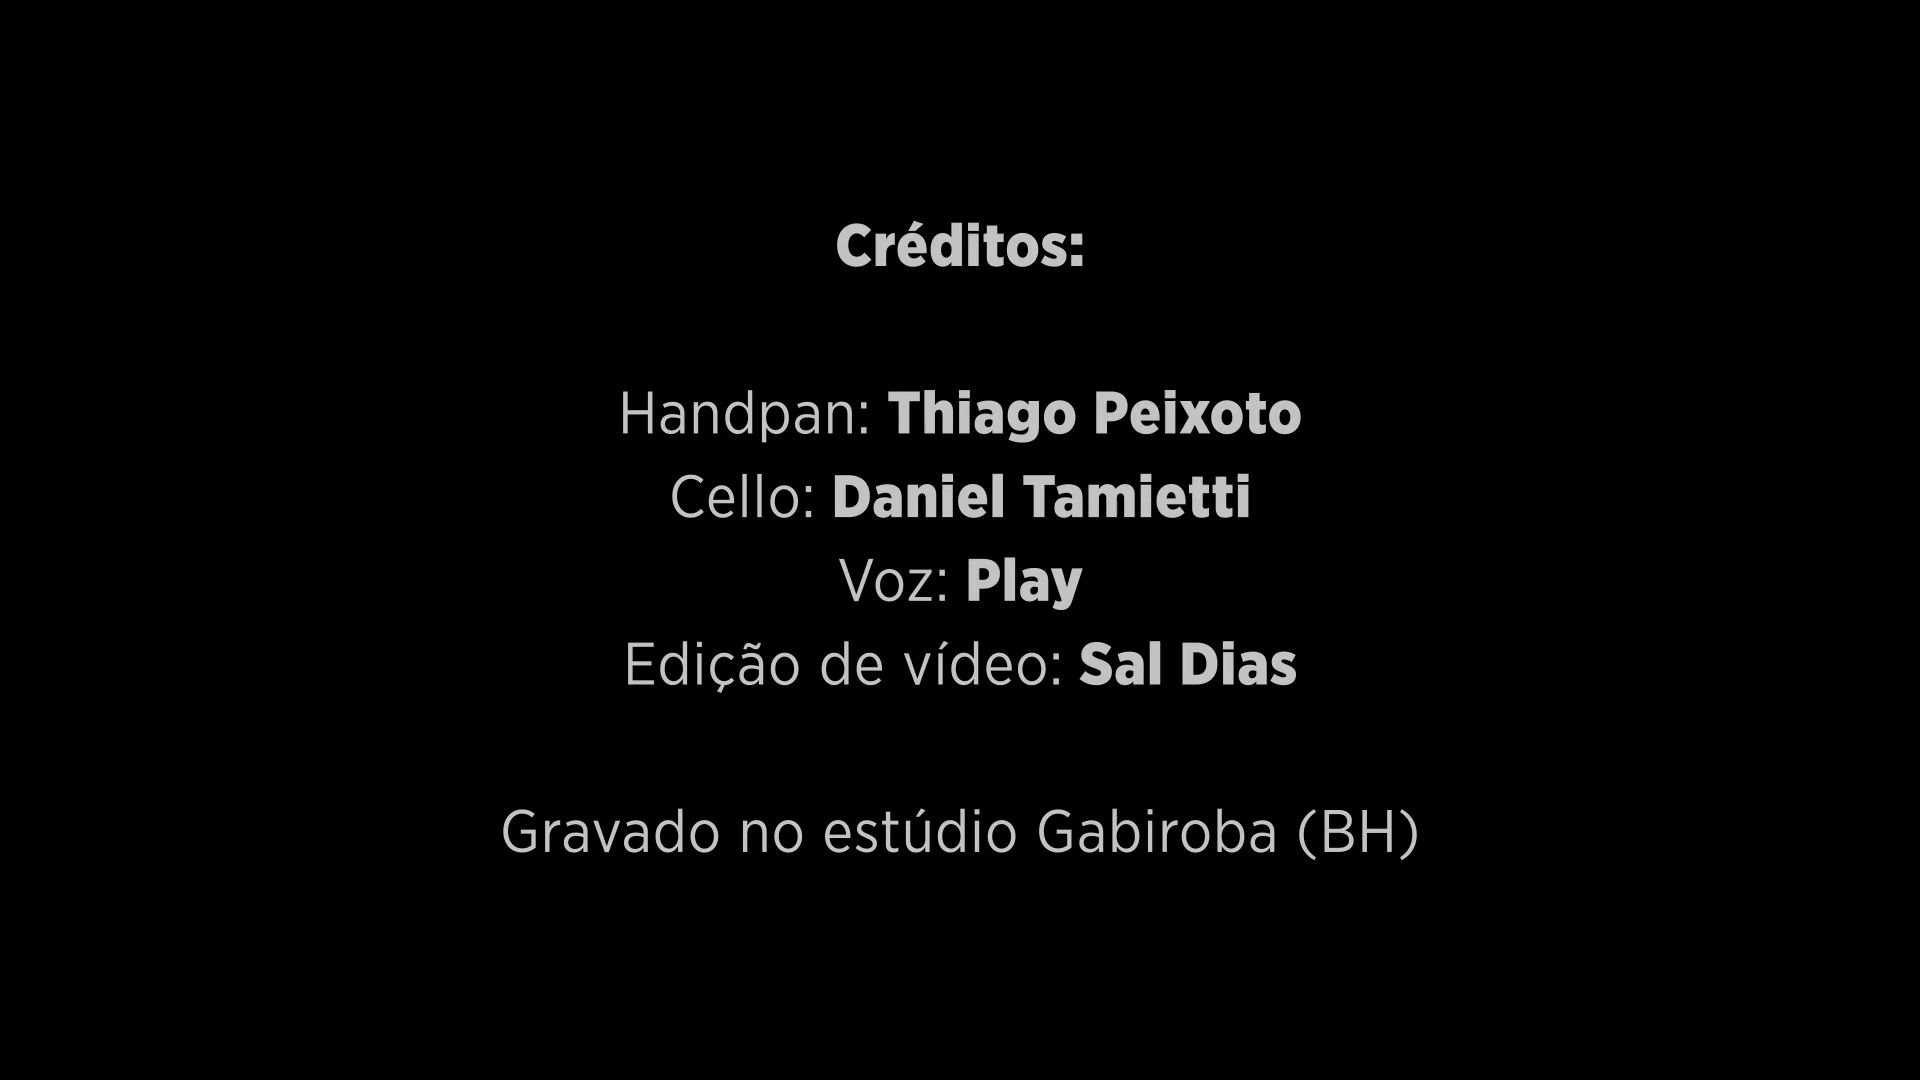 Créditos:
Handpan: Thiago Peixoto
Cello: Daniel Tamietti
Voz: Play
Edição de vídeo: Sal Dias
Gravado no estúdio Gabiroba (BH)